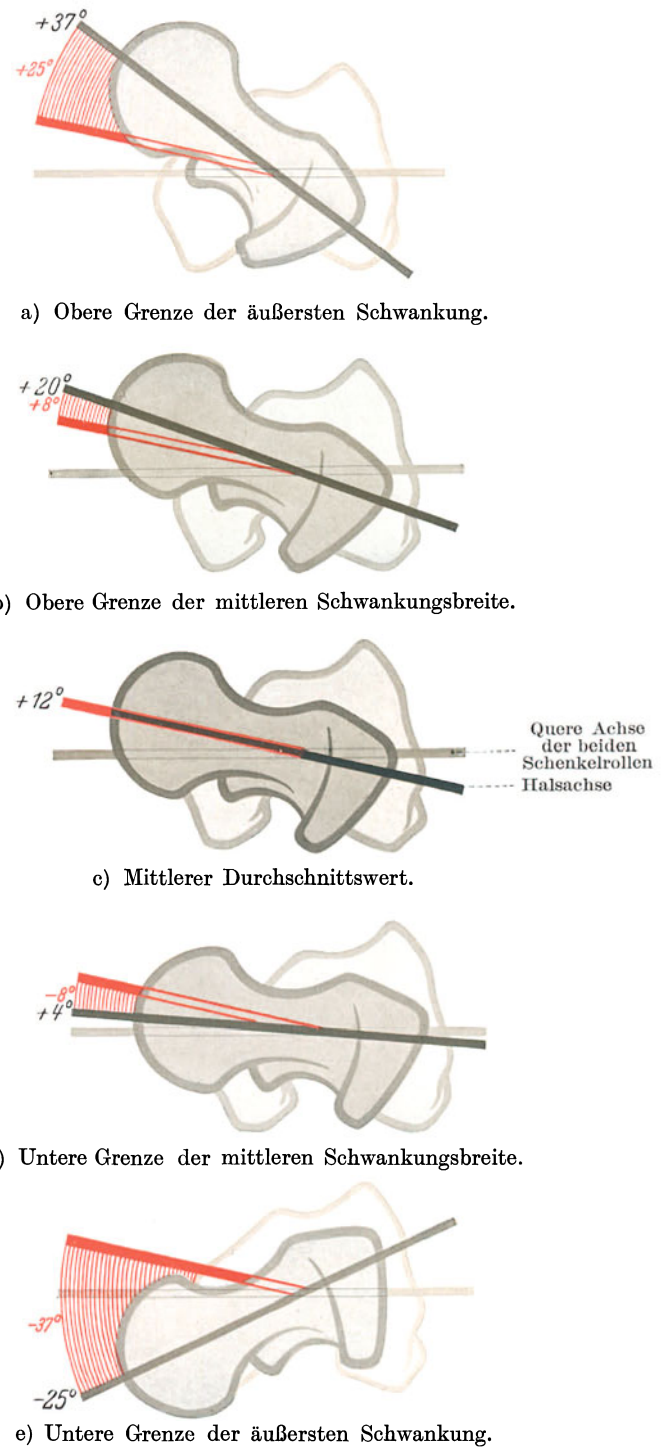 +37°
+25°
a) Obere Grenze der äußersten Schwankung.
+20°
+8°
) Obere Grenze der mittleren Schwankungsbreite.
+12°
Quere Achse
der beiden
Schenkelrollen
Halsachse
c) Mittlerer Durchschnittswert.
-8°
+4°
) Untere Grenze der mittleren Schwankungsbreite.
-37°
-25°
e) Untere Grenze der äußersten Schwankung.